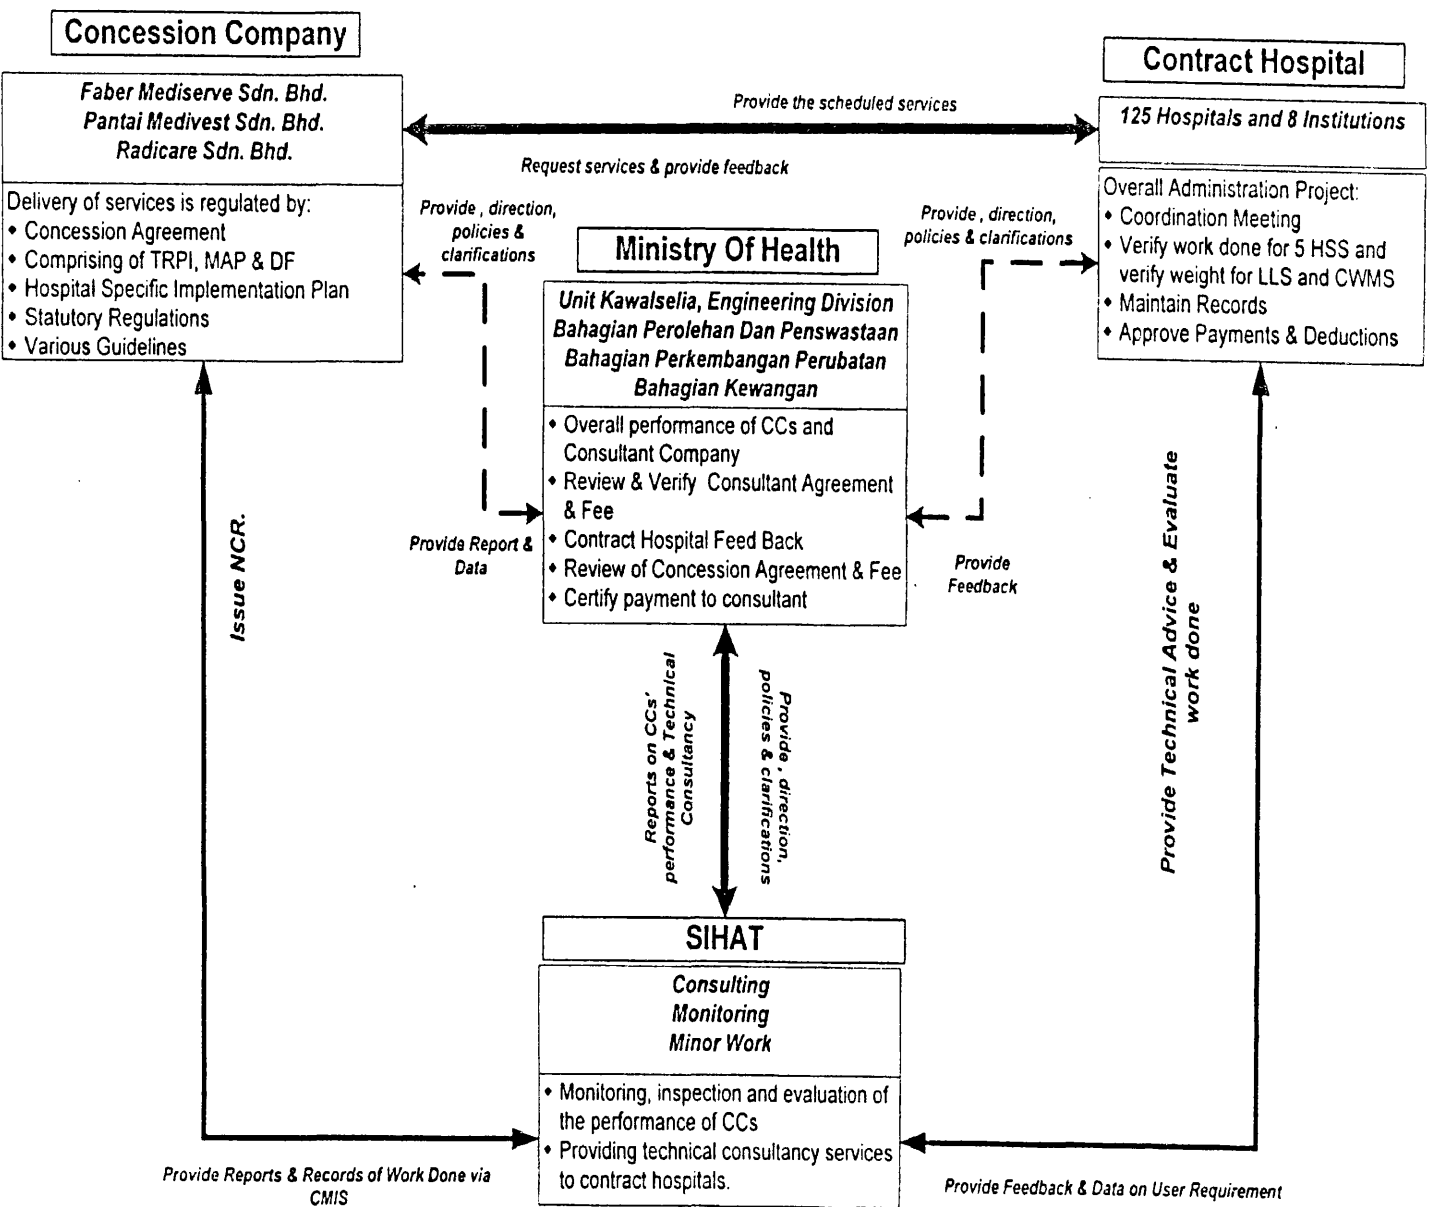 Concession Company
Faber Mediserve Sdn. Bhd.
Pantai Medivest Sdn. Bhd.
Radicare Sdn. Bhd.
Delivery of services is regulated by:
• Concession Agreement
• Comprising of TRPI, MAP & DF
• Hospital Specific Implementation Plan
• Statutory Regulations
• Various Guidelines
Provide the scheduled services
Request services & provide feedback
Contract Hospital
125 Hospitals and 8 Institutions
Overall Administration Project:
• Coordination Meeting
• Verify work done for 5 HSS and
verify weight for LLS and CWMS
• Maintain Records
• Approve Payments & Deductions
Provide , direction,
policies &
clarifications
Provide , direction,
policies & clarifications
Ministry Of Health
Unit Kawalselia, Engineering Division
Bahagian Perolehan Dan Penswastaan
Bahagian Perkembangan Perubatan
Bahagian Kewangan
• Overall performance of CCs and
Consultant Company
• Review & Verify Consultant Agreement
& Fee
• Contract Hospital Feed Back
• Review of Concession Agreement & Fee
• Certify payment to consultant
Provide Report &
Data
Provide
Feedback
Issue NCR.
Reports on CCs'
performance & Technical
Consultancy
Provide , direction,
policies & clarifications
Provide Technical Advice & Evaluate
work done
SIHAT
Consulting
Monitoring
Minor Work
• Monitoring, inspection and evaluation of
the performance of CCs
• Providing technical consultancy services
to contract hospitals.
Provide Reports & Records of Work Done via
CMIS
Provide Feedback & Data on User Requirement